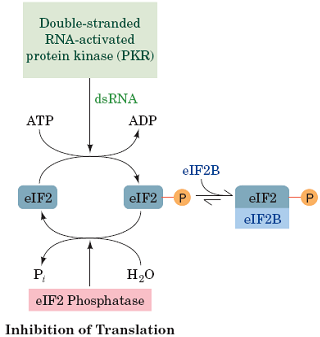 Double-stranded
RNA-activated
protein kinase (PKR)
dsRNA
ATP ADP
eIF2B
eIF2 eIF2 P eIF2 P
eIF2B
Pi H2O
eIF2 Phosphatase
Inhibition of Translation